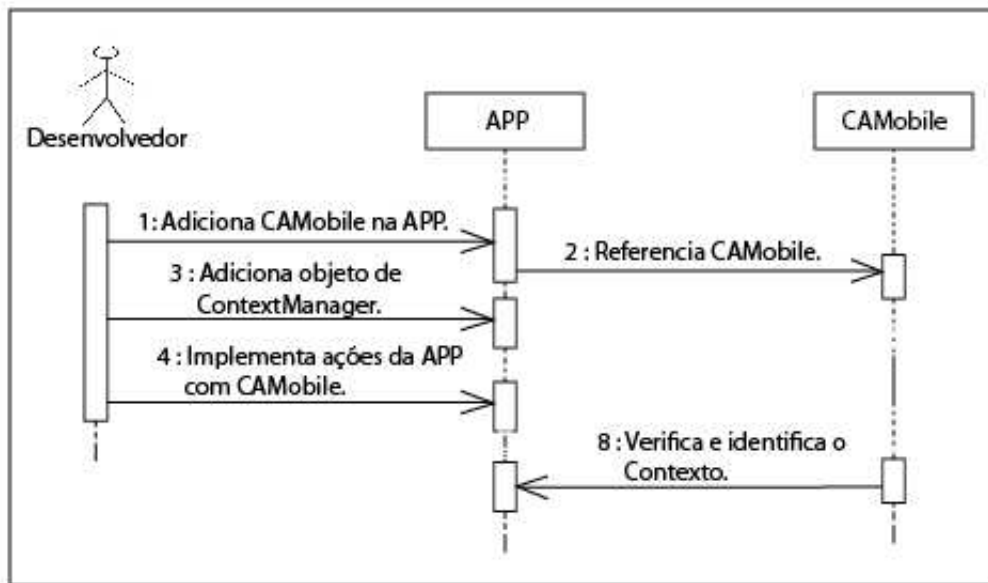 Desenvolvedor
APP
CAMobile
1: Adiciona CAMobile na APP.
2 : Referencia CAMobile.
3 : Adiciona objeto de
ContextManager.
4 : Implementa ações da APP
com CAMobile.
8 : Verifica e identifica o
Contexto.